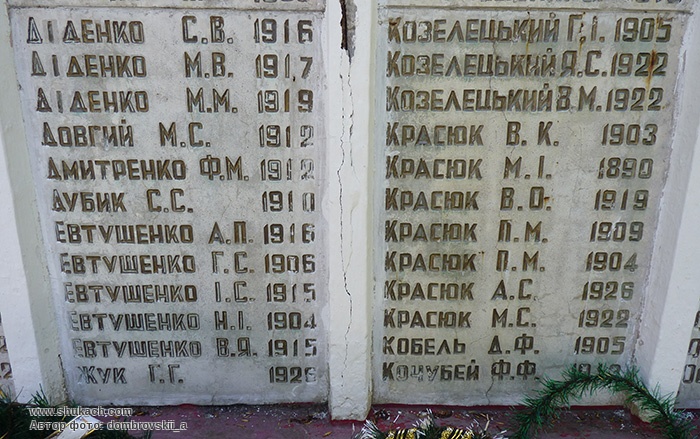 ДІДЕНКО С.В. 1916
ДІДЕНКО М.В. 1917
ДІДЕНКО М.М. 1919
ДОВГИЙ М.С. 1912
ДМИТРЕНКО Ф.М. 1912
ДУБИК С.С. 1910
ЕВТУШЕНКО А.П. 1916
ЕВТУШЕНКО Г.С. 1906
ЕВТУШЕНКО І.С. 1915
ЕВТУШЕНКО Н.І. 1904
ЕВТУШЕНКО В.Я. 1915
ЖУК Г.Г. 1926
КОЗЕЛЕЦЬКИЙ Г.І. 1905
КОЗЕЛЕЦЬКИЙ Я.С. 1922
КОЗЕЛЕЦЬКИЙ В.М. 1922
КРАСЮК В.К. 1903
КРАСЮК М.І. 1890
КРАСЮК В.О. 1919
КРАСЮК П.М. 1909
КРАСЮК П.М. 1904
КРАСЮК А.С. 1926
КРАСЮК М.С. 1922
КОБЕЛЬ Д.Ф. 1905
КОЧУБЕЙ Ф.Ф.
www.shukach.com
Автор фото: dombrovskii_a